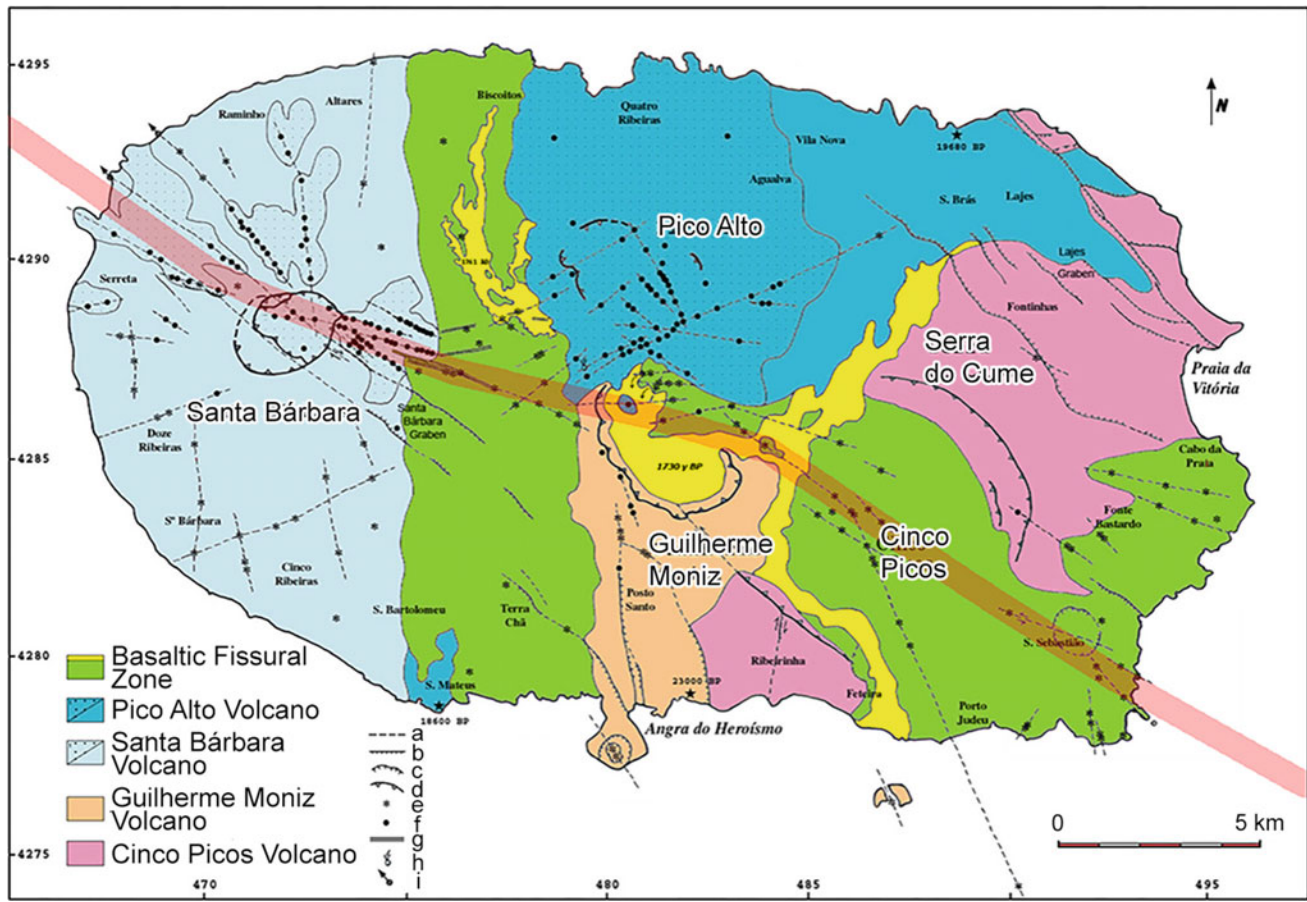 4295
4290
4285
4280
4275
470
480
485
495
N
Biscoitos
Altares
Raminho
Quatro
Ribeiras
Vila Nova
19680 BP
Agualva
S. Brás
Lajes
Pico Alto
Lajes
Graben
Serreta
Fontinhas
Serra
do Cume
Praia da
Vitória
Santa Bárbara
Santa
Bárbara
Graben
Doze
Ribeiras
1730 y BP
Cabo da
Praia
Fonte
Bastardo
Stª Bárbara
Cinco
Picos
Guilherme
Moniz
Cinco
Ribeiras
S. Bartolomeu
Terra
Chã
Posto
Santo
S. Sebastião
Ribeirinha
S. Mateus
23000 BP
Feteira
Porto
Judeu
18600 BP
Angra do Heroísmo
Basaltic Fissural
Zone
Pico Alto Volcano
Santa Bárbara
Volcano
Guilherme Moniz
Volcano
Cinco Picos Volcano
a
b
c
d
e
f
g
h
i
0 5 km